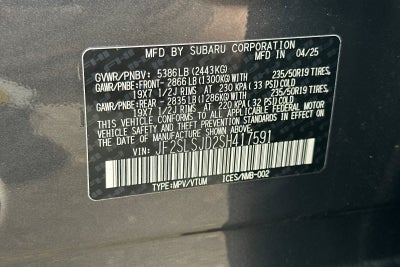 MFD. BY SUBARU CORPORATION
GVWR/PNBV: 5386LB (2443KG) MFD IN 04/25
GAWR/PNBE:FRONT- 2866LB (1300KG)WITH 235/50R19 TIRES,
19X7 1/2J RIMS, AT 230 KPA (33 PSI)COLD
GAWR/PNBE:REAR - 2835LB (1286KG)WITH 235/50R19 TIRES,
19X7 1/2J RIMS, AT 220 KPA (32 PSI)COLD
THIS VEHICLE CONFORMS TO ALL APPLICABLE FEDERAL MOTOR
VEHICLE SAFETY STANDARDS IN EFFECT ON
THE DATE OF MANUFACTURE SHOWN ABOVE.
JF2SLSJD2SH417591
TYPE:MPV/VTUM ICES/NMB-002